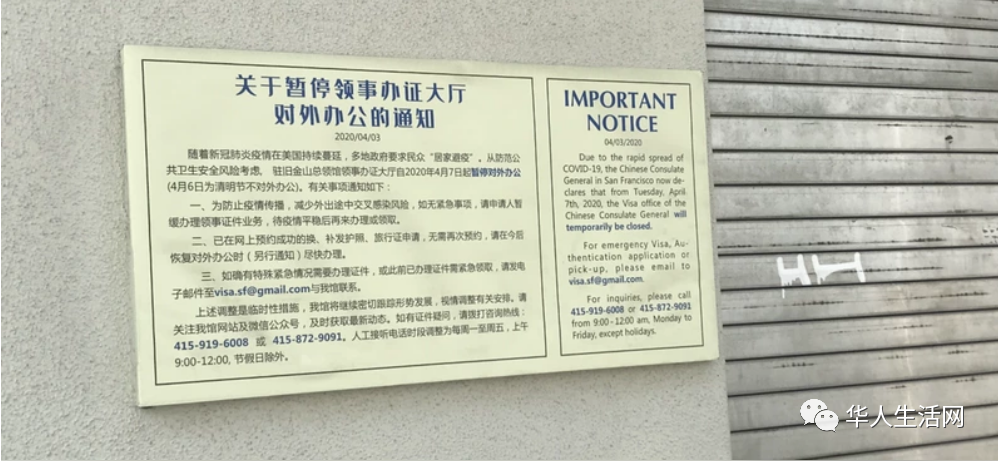 关于暂停领事办证大厅
对外办公的通知
2020/04/03
随着新冠肺炎疫情在美国持续蔓延，多地政府要求民众“居家避疫”。从防范公
共卫生安全风险考虑，驻旧金山总领馆领事办证大厅自2020年4月7日起暂停对外办公
(4月6日为清明节不对外办公)。有关事项通知如下：
一、为防止疫情传播，减少外出途中交叉感染风险，如无紧急事项，请申请人暂
缓办理领事证件业务，待疫情平稳后再来办理或领取。
二、已在网上预约成功的换、补发护照、旅行证申请，无需再次预约，请在今后
恢复对外办公时（另行通知）尽快办理。
三、如确有特殊紧急情况需要办理证件，或此前已办理证件需紧急领取，请发电
子邮件至visa.sf@gmail.com与我馆联系。
上述调整是临时性措施，我馆将继续密切跟踪形势发展，视情调整有关安排。请
关注我馆网站及微信公众号，及时获取最新动态。如有证件疑问，请拨打咨询热线：
415-919-6008 或 415-872-9091。人工接听电话时段调整为每周一至周五，上午
9:00-12:00, 节假日除外。
IMPORTANT
NOTICE
04/03/2020
Due to the rapid spread of
COVID-19, the Chinese Consulate
General in San Francisco now de-
clares that from Tuesday, April
7th, 2020, the Visa office of the
Chinese Consulate General will
temporarily be closed.
For emergency Visa, Au-
thentication application or
pick-up, please email to
visa.sf@gmail.com.
For inquiries, please call
415-919-6008 or 415-872-9091
from 9:00-12:00 am, Monday to
Friday, except holidays.
华人生活网